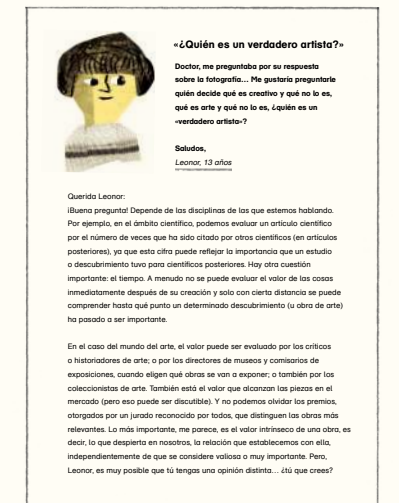 «¿Quién es un verdadero artista?»
Doctor, me preguntaba por su respuesta
sobre la fotografía... Me gustaría preguntarle
quién decide qué es creativo y qué no lo es,
qué es arte y qué no lo es, ¿quién es un
«verdadero artista»?
Saludos,
Leonor, 13 años
Querida Leonor:
¡Buena pregunta! Depende de las disciplinas de las que estemos hablando.
Por ejemplo, en el ámbito científico, podemos evaluar un artículo científico
por el número de veces que ha sido citado por otros científicos (en artículos
posteriores), ya que esta cifra puede reflejar la importancia que un estudio
o descubrimiento tuvo para científicos posteriores. Hay otra cuestión
importante: el tiempo. A menudo no se puede evaluar el valor de las cosas
inmediatamente después de su creación y solo con cierta distancia se puede
comprender hasta qué punto un determinado descubrimiento (u obra de arte)
ha pasado a ser importante.
En el caso del mundo del arte, el valor puede ser evaluado por los críticos
o historiadores de arte; o por los directores de museos y comisarios de
exposiciones, cuando eligen qué obras se van a exponer; o también por los
coleccionistas de arte. También está el valor que alcanzan las piezas en el
mercado (pero eso puede ser discutible). Y no podemos olvidar los premios,
otorgados por un jurado reconocido por todos, que distinguen las obras más
relevantes. Lo más importante, me parece, es el valor intrínseco de una obra, es
decir, lo que despierta en nosotros, la relación que establecemos con ella,
independientemente de que se considere valiosa o muy importante. Pero,
Leonor, es muy posible que tú tengas una opinión distinta... ¿tú que crees?